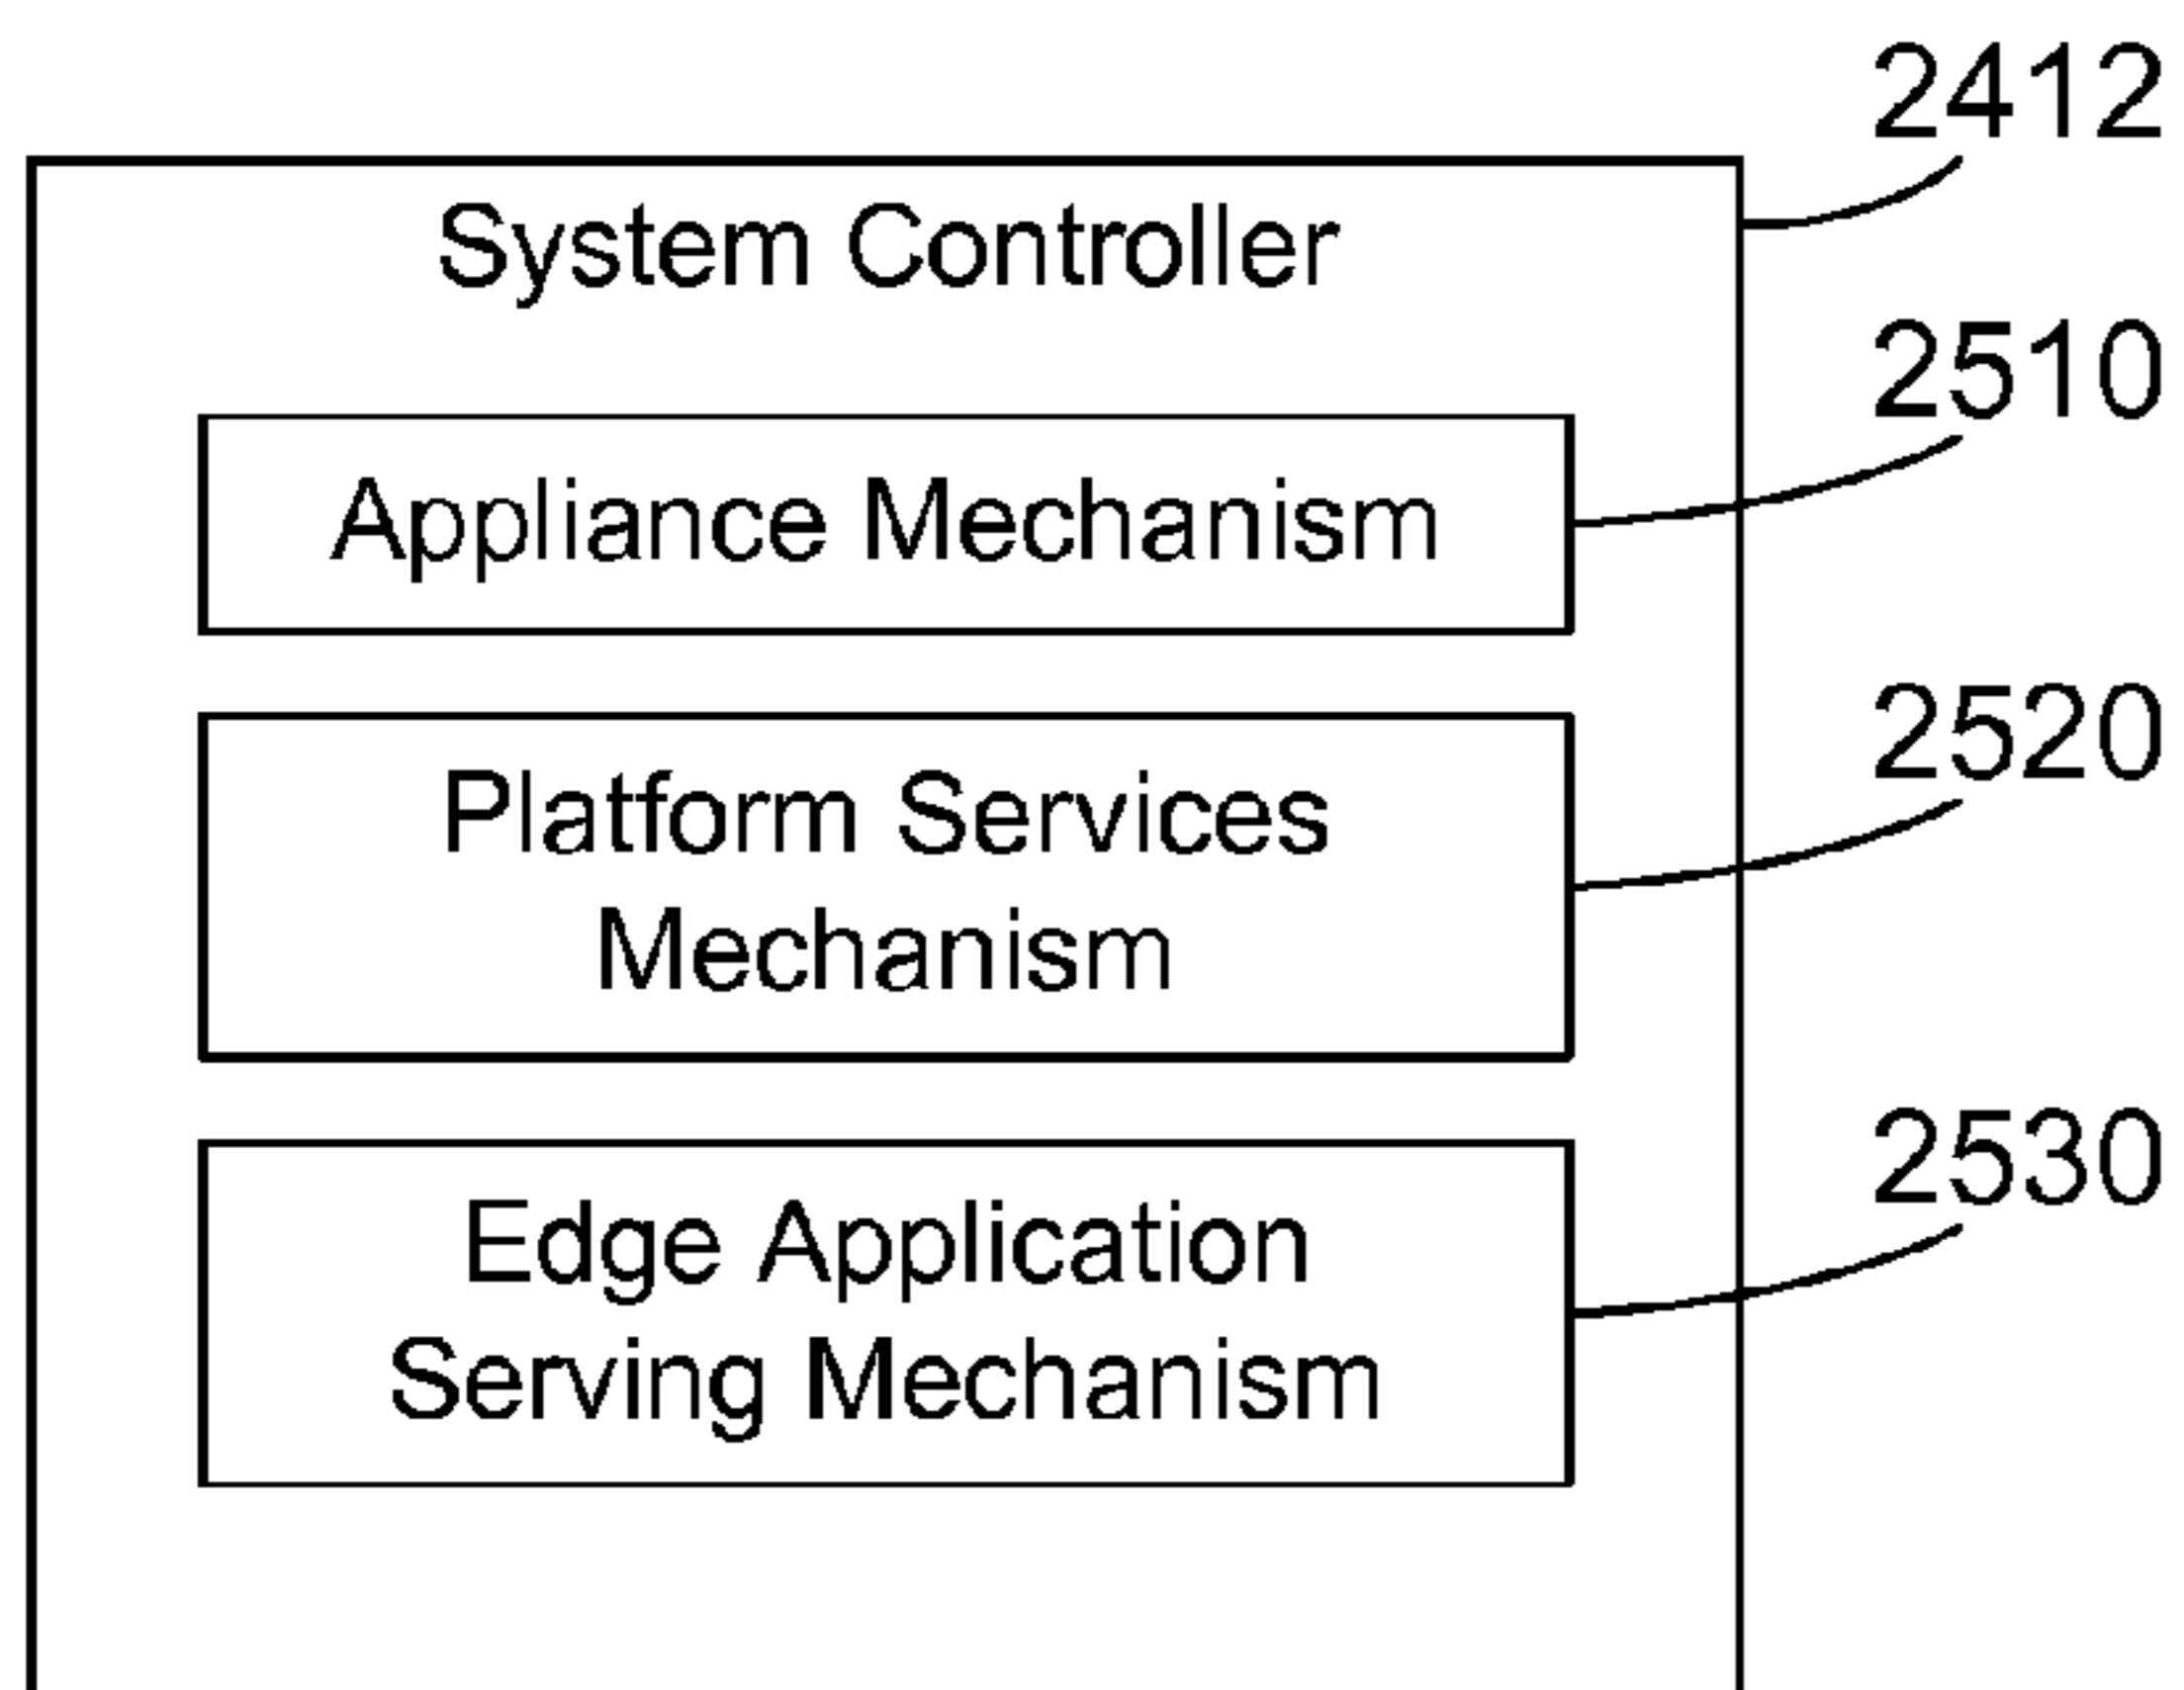 2412
System Controller
2510
Appliance Mechanism
2520
Platform Services
Mechanism
2530
Edge Application
Serving Mechanism